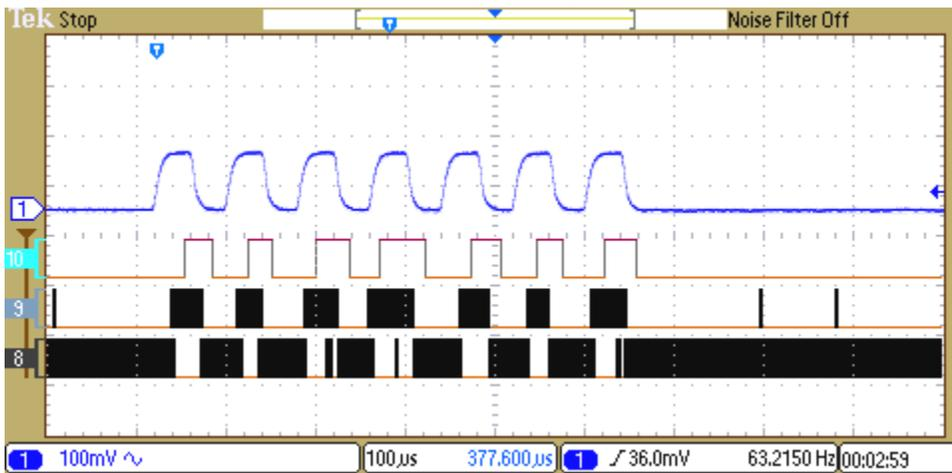 Tek Stop
Noise Filter Off
T
T
1
10
9
8
1 100mV
100µs 377.600µs
1 36.0mV 63.2150 Hz
00:02:59